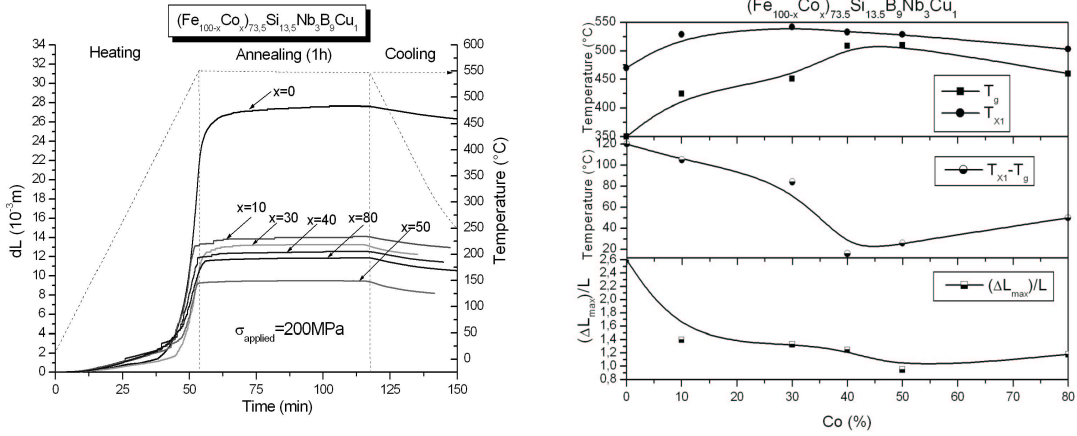 (Fe100-xCox)73,5Si13,5Nb3B9Cu1
Heating
Annealing (1h)
Cooling
x=0
x=10
x=30
x=40
x=80
x=50
σapplied=200MPa
34
32
30
28
26
24
22
20
18
16
14
12
10
8
6
4
2
0
dL (10-3m)
600
550
500
450
400
350
300
250
200
150
100
50
0
Temperature (°C)
0
25
50
75
100
125
150
Time (min)
(Fe100-xCox)73,5Si13,5B9Nb3Cu1
550
500
450
400
350
Temperature (°C)
Tg
TX1
120
100
80
60
40
20
Temperature (°C)
TX1-Tg
2,6
2,4
2,2
2,0
1,8
1,6
1,4
1,2
1,0
0,8
(ΔLmax)/L
(ΔLmax)/L
0
10
20
30
40
50
60
70
80
Co (%)